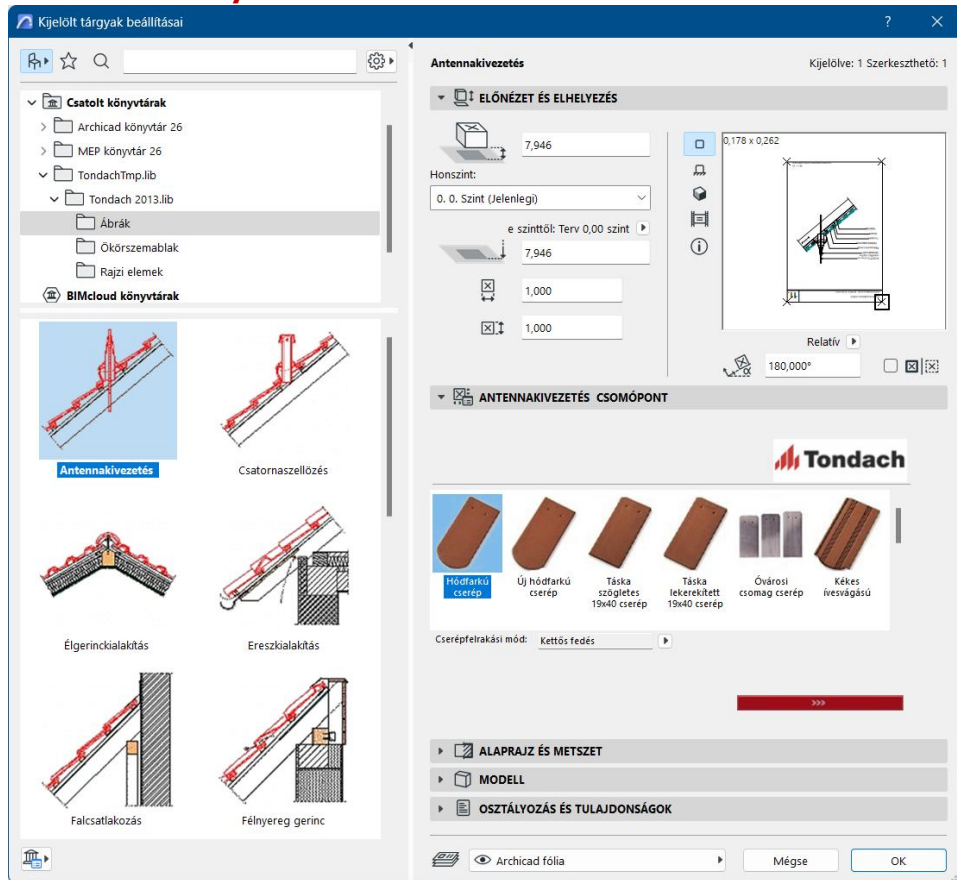 Kijelölt tárgyak beállításai
?
Csatolt könyvtárak
Archicad könyvtár 26
MEP könyvtár 26
TondachTmp.lib
Tondach 2013.lib
Ábrák
Ökörszemablak
Rajzi elemek
BIMcloud könyvtárak
Antennakivezetés
Csatornaszellőzés
Élgerinckialakítás
Ereszkialakítás
Falcsatlakozás
Félnyereg gerinc
Antennakivezetés
Kijelölve: 1 Szerkeszthető: 1
ELŐNÉZET ÉS ELHELYEZÉS
7,946
Honszint:
0. 0. Szint (Jelenlegi)
e szinttől: Terv 0,00 szint
7,946
1,000
1,000
0,178 x 0,262
Relatív
α
180,000°
ANTENNAKIVEZETÉS CSOMÓPONT
Tondach
Hódfarkú
cserép
Új hódfarkú
cserép
Táska
szögletes
19x40 cserép
Táska
lekerekített
19x40 cserép
Óvárosi
csomag cserép
Kékes
ívesvágású
Cserépfelrakási mód:
Kettős fedés
>>>
ALAPRAJZ ÉS METSZET
MODELL
OSZTÁLYOZÁS ÉS TULAJDONSÁGOK
Archicad fólia
Mégse
OK